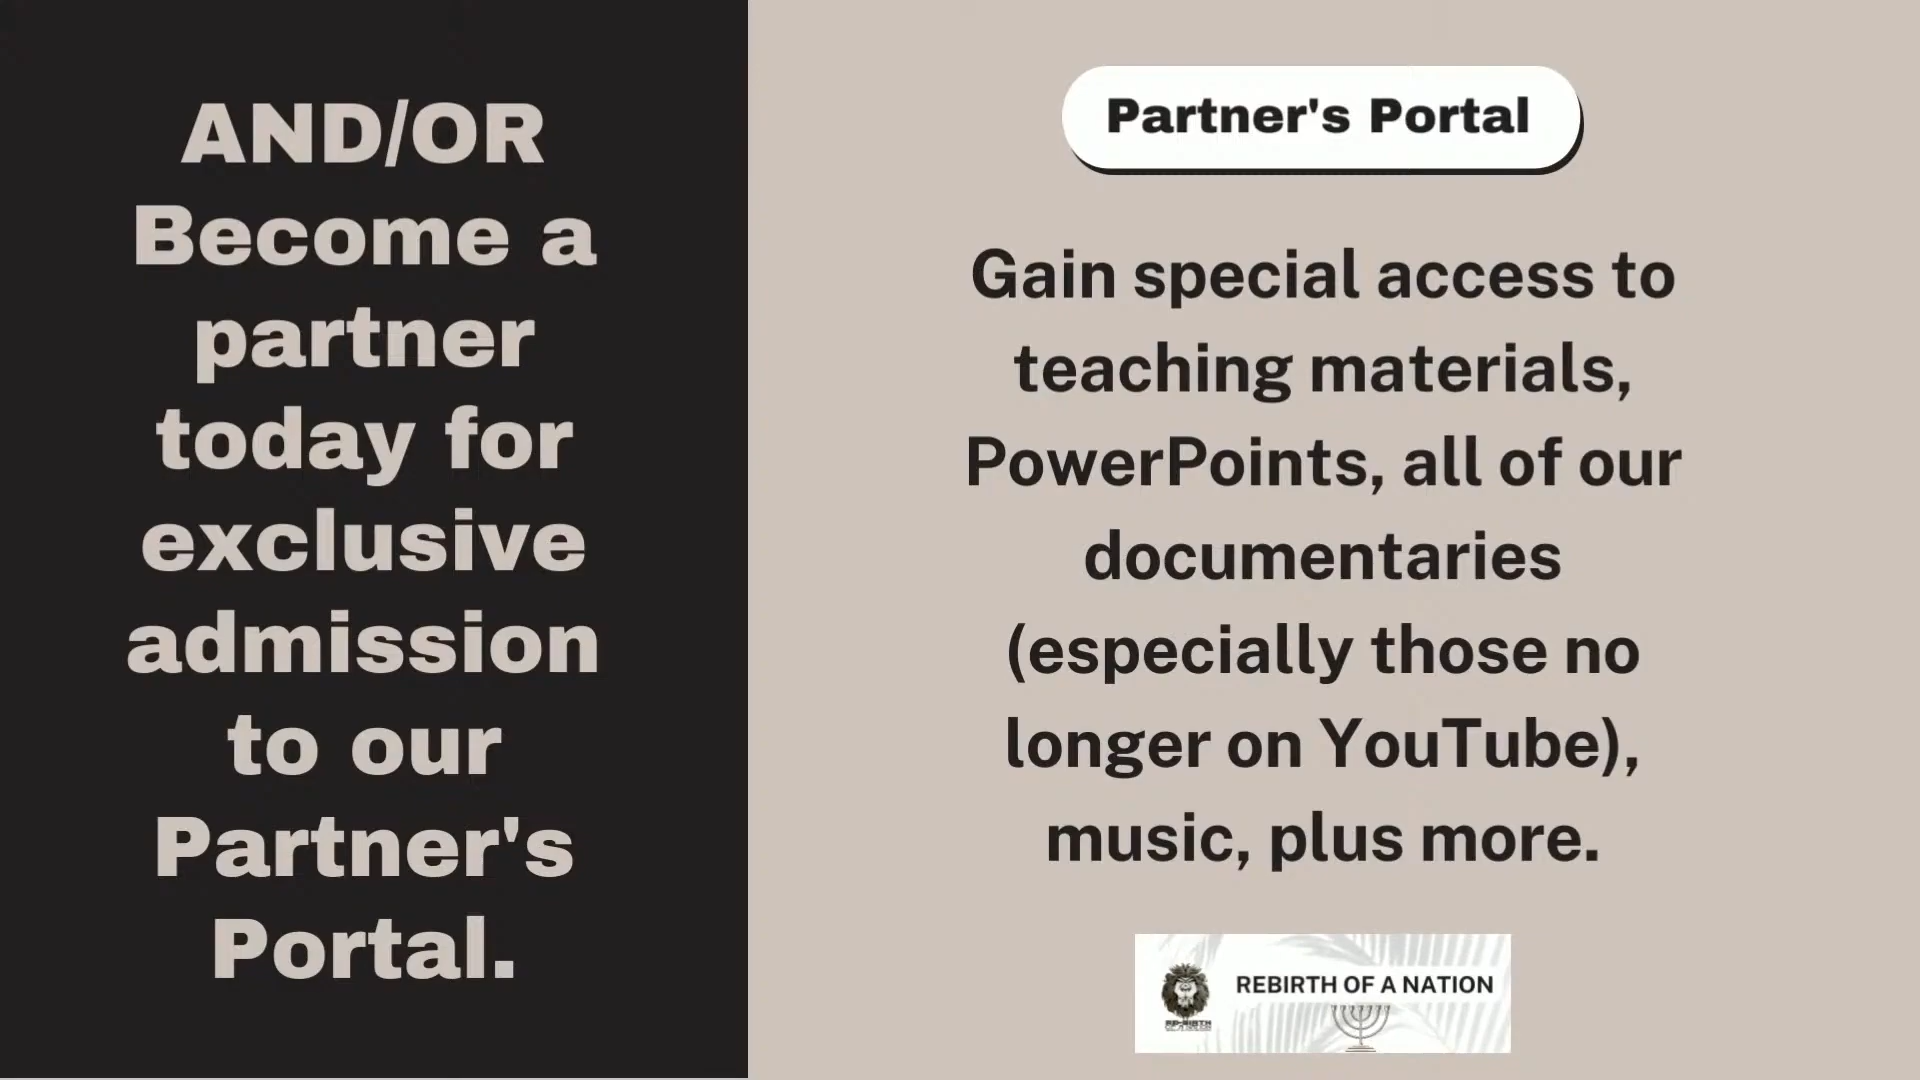 AND/OR
Become a
partner
today for
exclusive
admission
to our
Partner's
Portal.
Partner's Portal
Gain special access to
teaching materials,
PowerPoints, all of our
documentaries
(especially those no
longer on YouTube),
music, plus more.
REBIRTH OF A NATION